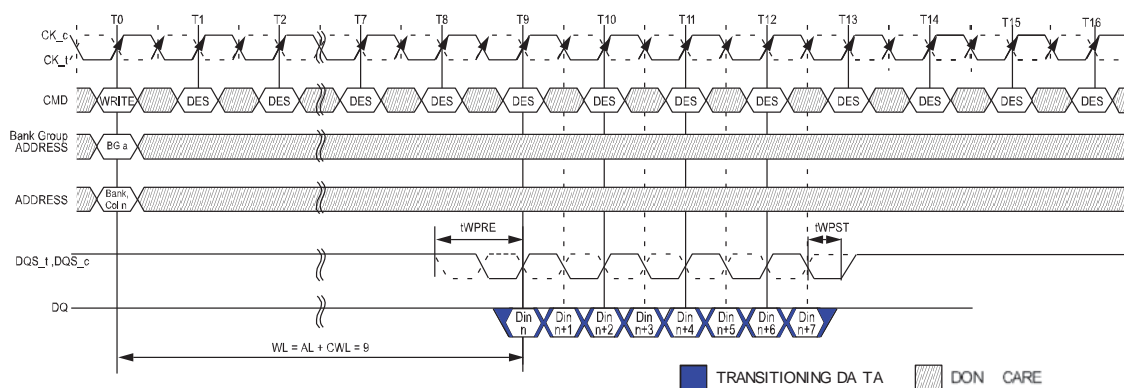 T0 T1 T2 T7 T8 T9 T10 T11 T12 T13 T14 T15 T16
CK_c
CK_t
CMD WRITE DES DES DES DES DES DES DES DES DES DES DES DES
Bank Group
ADDRESS
BG a
ADDRESS
Bank,
Col n
tWPRE tWPST
DQS_t ,DQS_c
DQ
Din Din Din Din Din Din Din Din
n n+1 n+2 n+3 n+4 n+5 n+6 n+7
WL = AL + CWL = 9
TRANSITIONING DA TA DON CARE